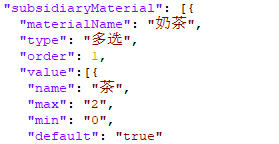 "subsidiaryMaterial": [{
"materialName": "奶茶",
"type": "多选",
"order": 1,
"value":[{
"name": "茶",
"max": "2",
"min": "0",
"default": "true"